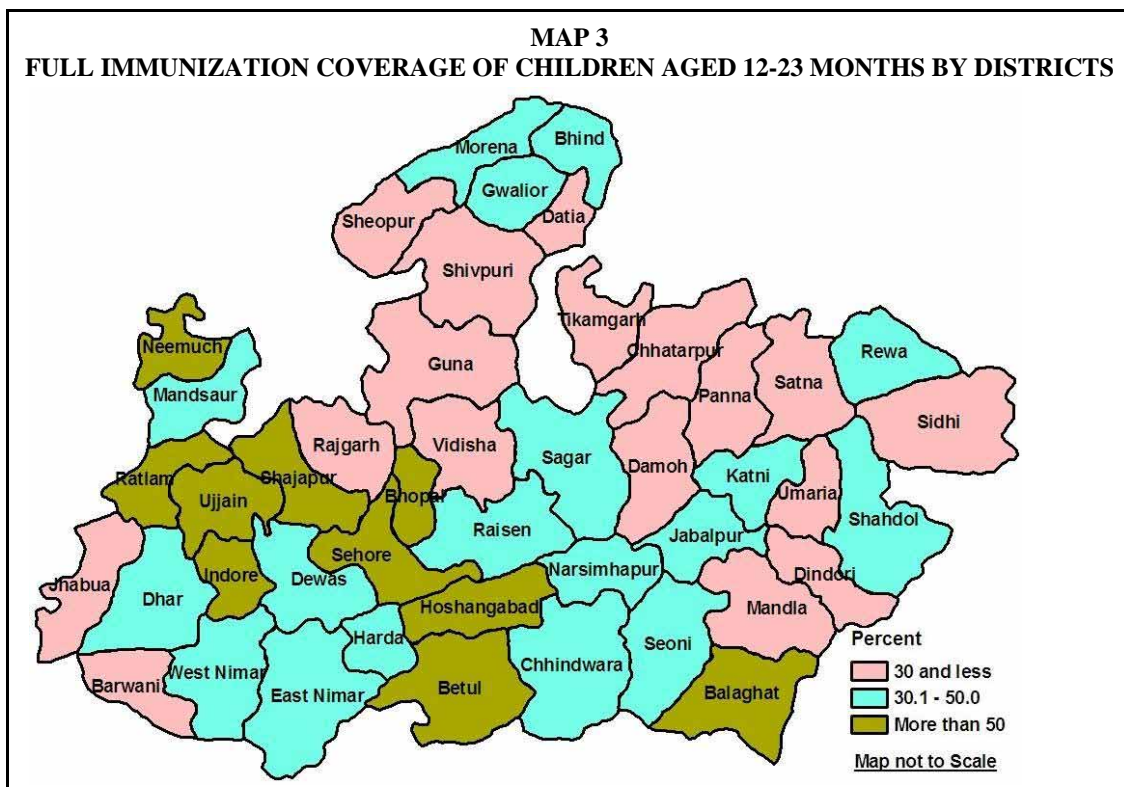 MAP 3
FULL IMMUNIZATION COVERAGE OF CHILDREN AGED 12-23 MONTHS BY DISTRICTS
Morena
Bhind
Gwalior
Sheopur
Datia
Shivpuri
Tikamgarh
Chhatarpur
Neemuch
Guna
Rewa
Satna
Panna
Mandsaur
Sidhi
Rajgarh
Vidisha
Sagar
Damoh
Ratlam
Shajapur
Katni
Umaria
Ujjain
Bhopal
Raisen
Jabalpur
Shahdol
Sehore
Narsimhapur
Jhabua
Indore
Dewas
Dindori
Dhar
Hoshangabad
Mandla
Harda
Seoni
West Nimar
Chhindwara
Barwani
East Nimar
Betul
Balaghat
Percent
30 and less
30.1 - 50.0
More than 50
Map not to Scale